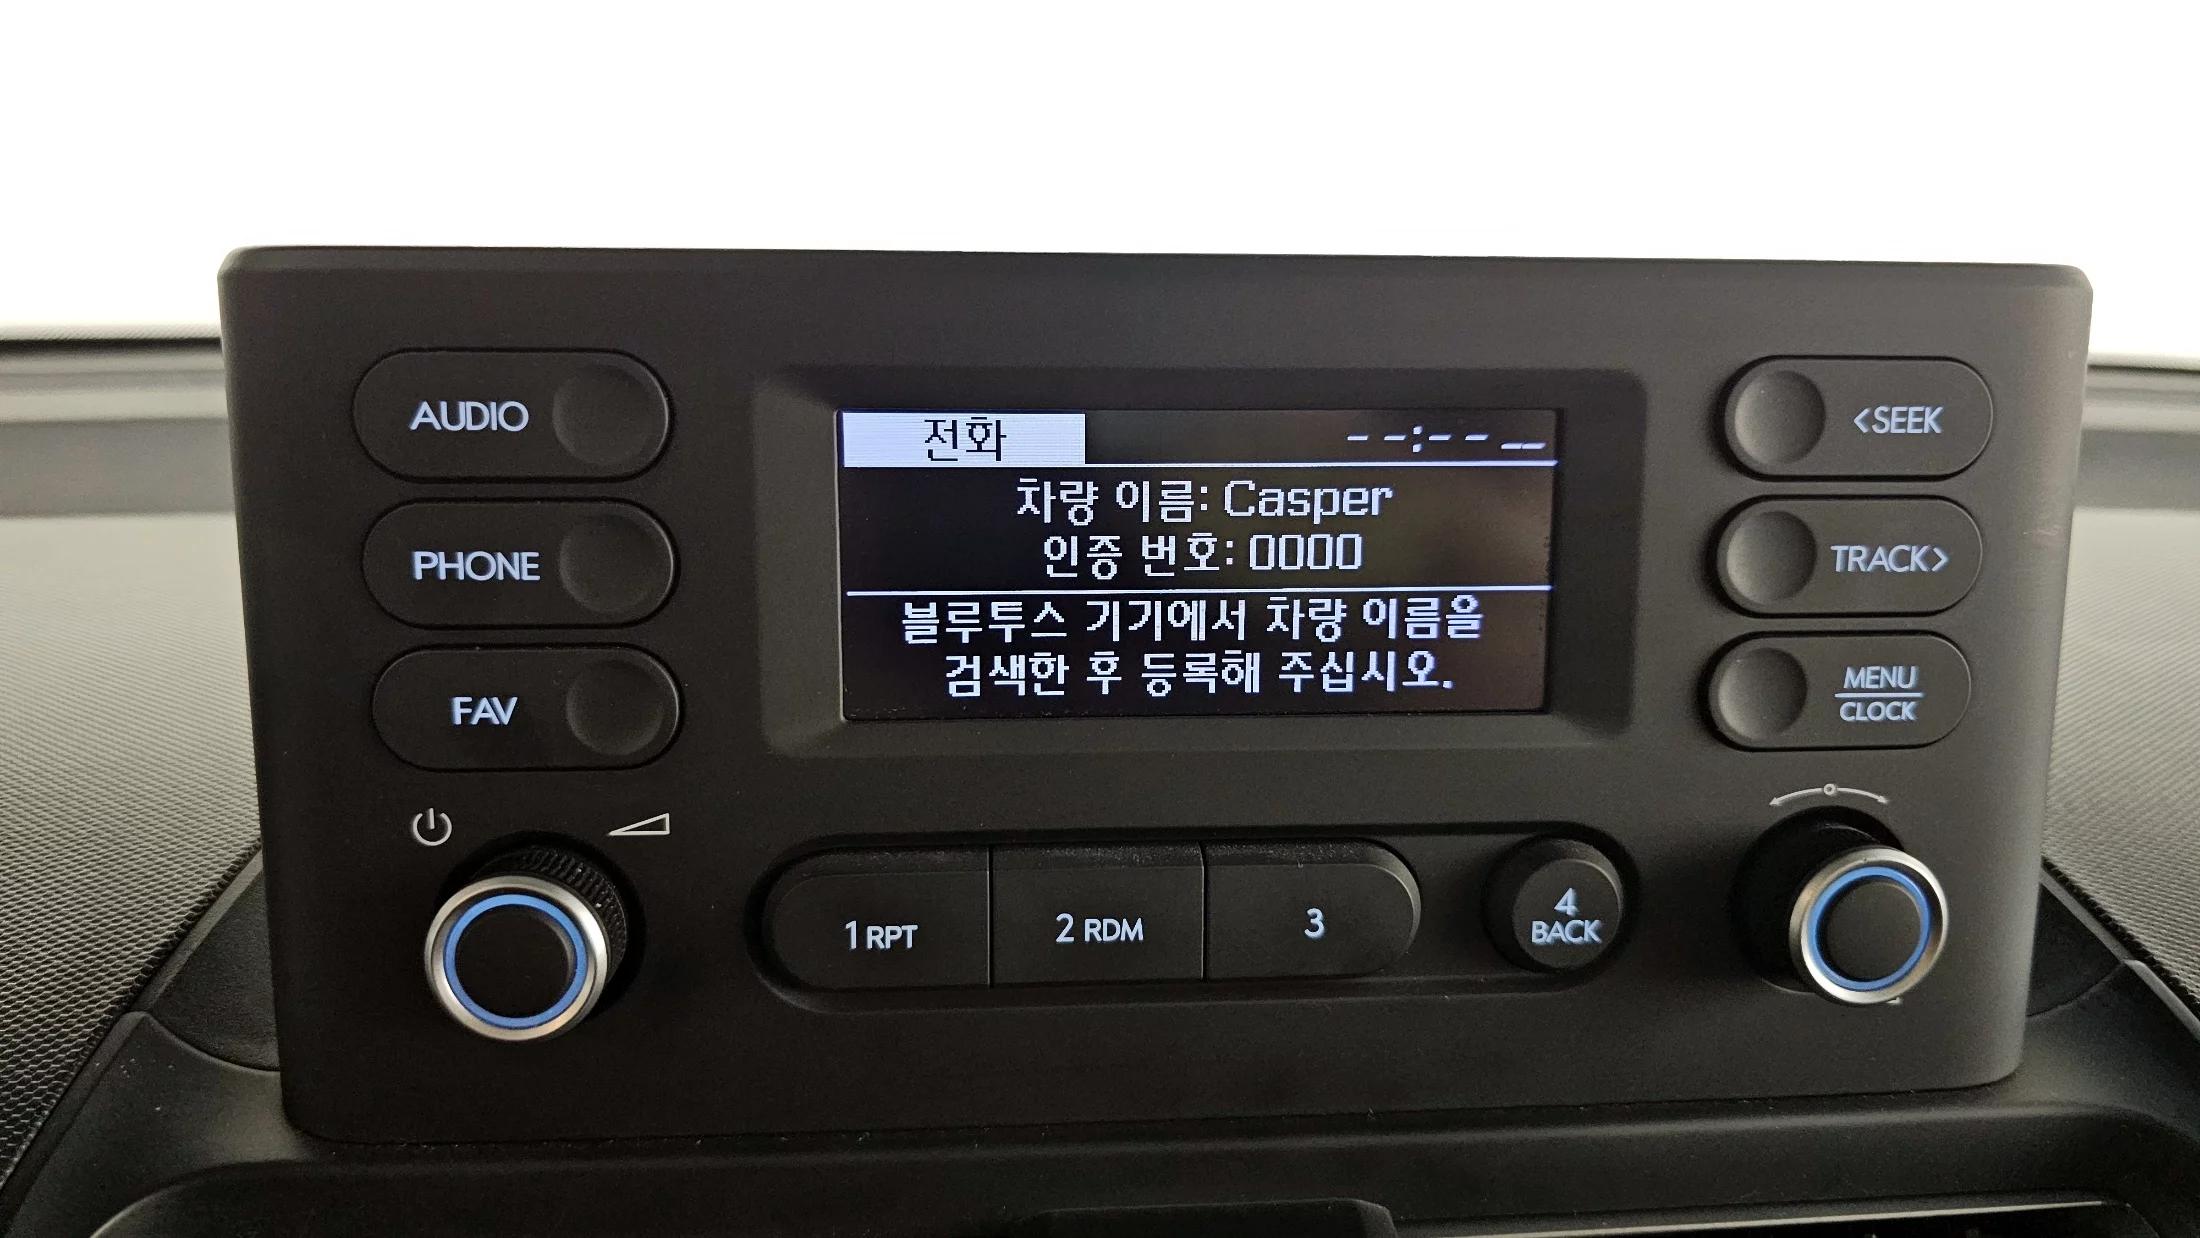 AUDIO
PHONE
FAV
전화 --:-- --
차량 이름: Casper
인증 번호: 0000
블루투스 기기에서 차량 이름을
검색한 후 등록해 주십시오.
<SEEK
TRACK>
MENU
CLOCK
1 RPT
2 RDM
3
4
BACK